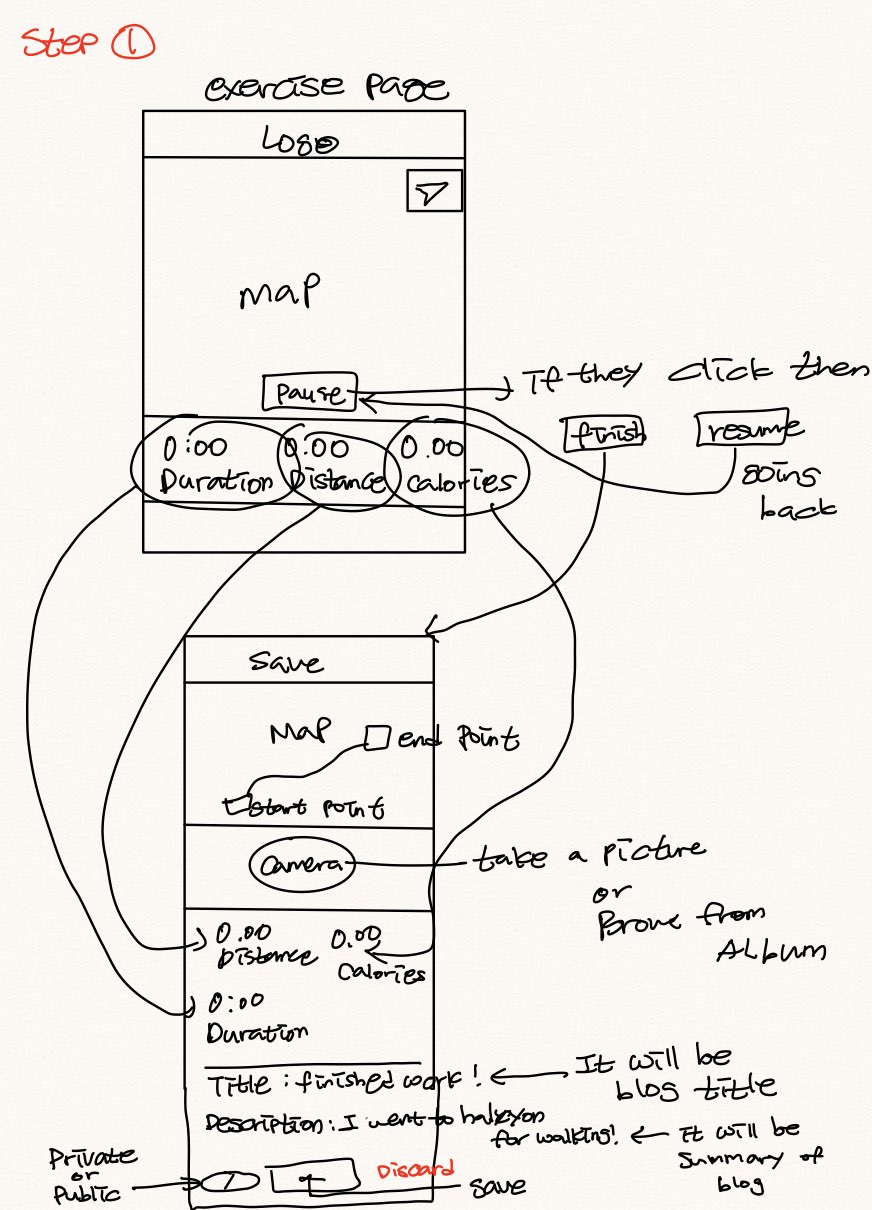 Step ①
exercise page
Logo
map
pause
If they click then
finish
resume
going
back
0:00
Duration
0.00
Distance
0.00
calories
Save
Map
end point
start point
Camera
take a picture
or
Browe from
Album
0.00
Distance
0.00
Calories
0:00
Duration
Title : finished work !
It will be
blog title
Description : I went to halcyon
for walking!
It will be
summary of
blog
Private
or
Public
Discard
save